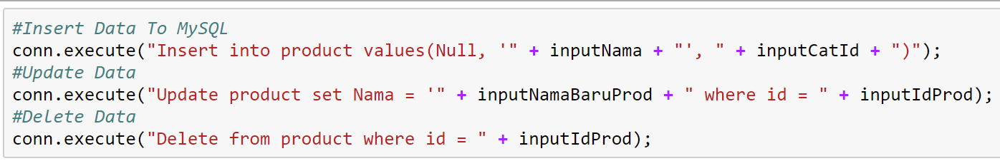 #Insert Data To MySQL
conn.execute("Insert into product values(Null, '" + inputNama + "', " + inputCatId + ")");
#Update Data
conn.execute("Update product set Nama = '" + inputNamaBaruProd + " where id = " + inputIdProd);
#Delete Data
conn.execute("Delete from product where id = " + inputIdProd);